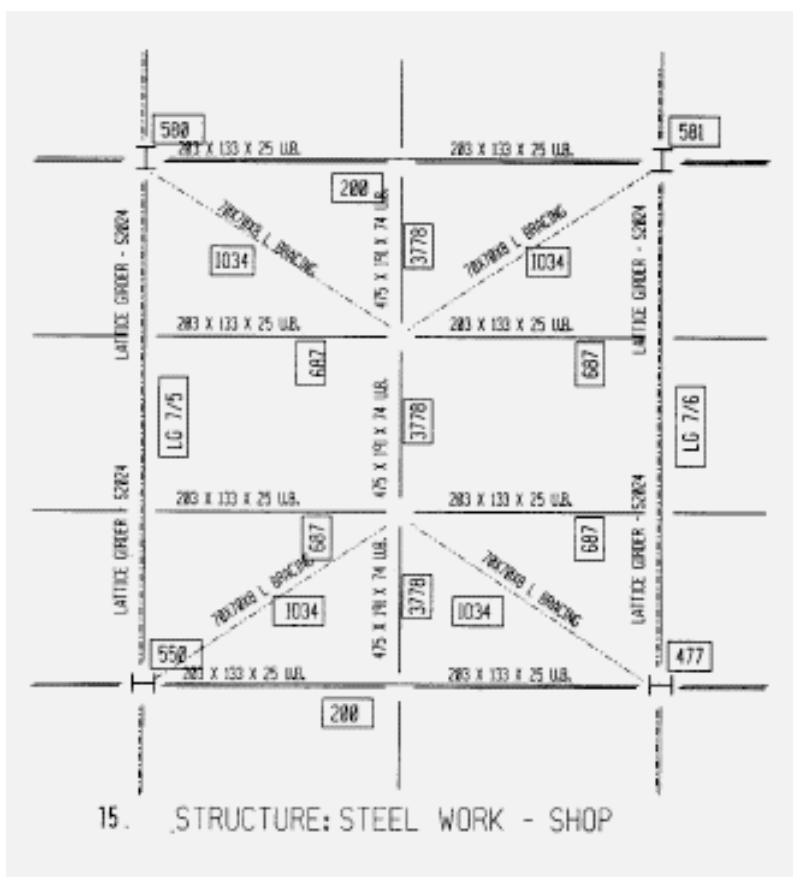 580
581
203 X 133 X 25 U.B.
203 X 133 X 25 U.B.
200
70X70X8 L BRACING
70X70X8 L BRACING
1034
1034
3778
475 X 191 X 74 U.B.
LATTICE GIRDER - S2024
LATTICE GIRDER - S2024
203 X 133 X 25 U.B.
203 X 133 X 25 U.B.
687
687
LG 7/5
LG 7/6
3778
475 X 191 X 74 U.B.
203 X 133 X 25 U.B.
203 X 133 X 25 U.B.
687
687
LATTICE GIRDER - S2024
LATTICE GIRDER - S2024
70X70X8 L BRACING
70X70X8 L BRACING
1034
1034
3778
475 X 191 X 74 U.B.
550
477
203 X 133 X 25 U.B.
203 X 133 X 25 U.B.
200
15. STRUCTURE: STEEL WORK - SHOP